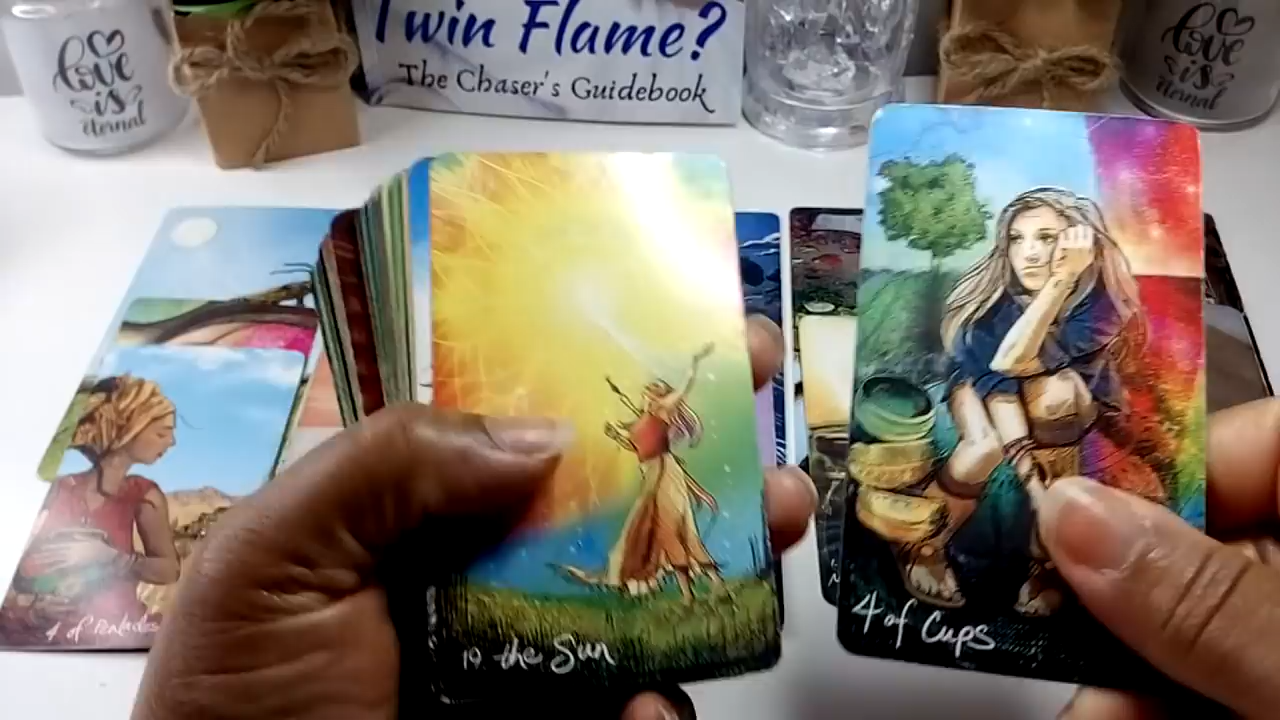 Twin Flame?
The Chaser's Guidebook
love
is
eternal
love
is
eternal
19 the Sun
4 of Cups
4 of Pentacles